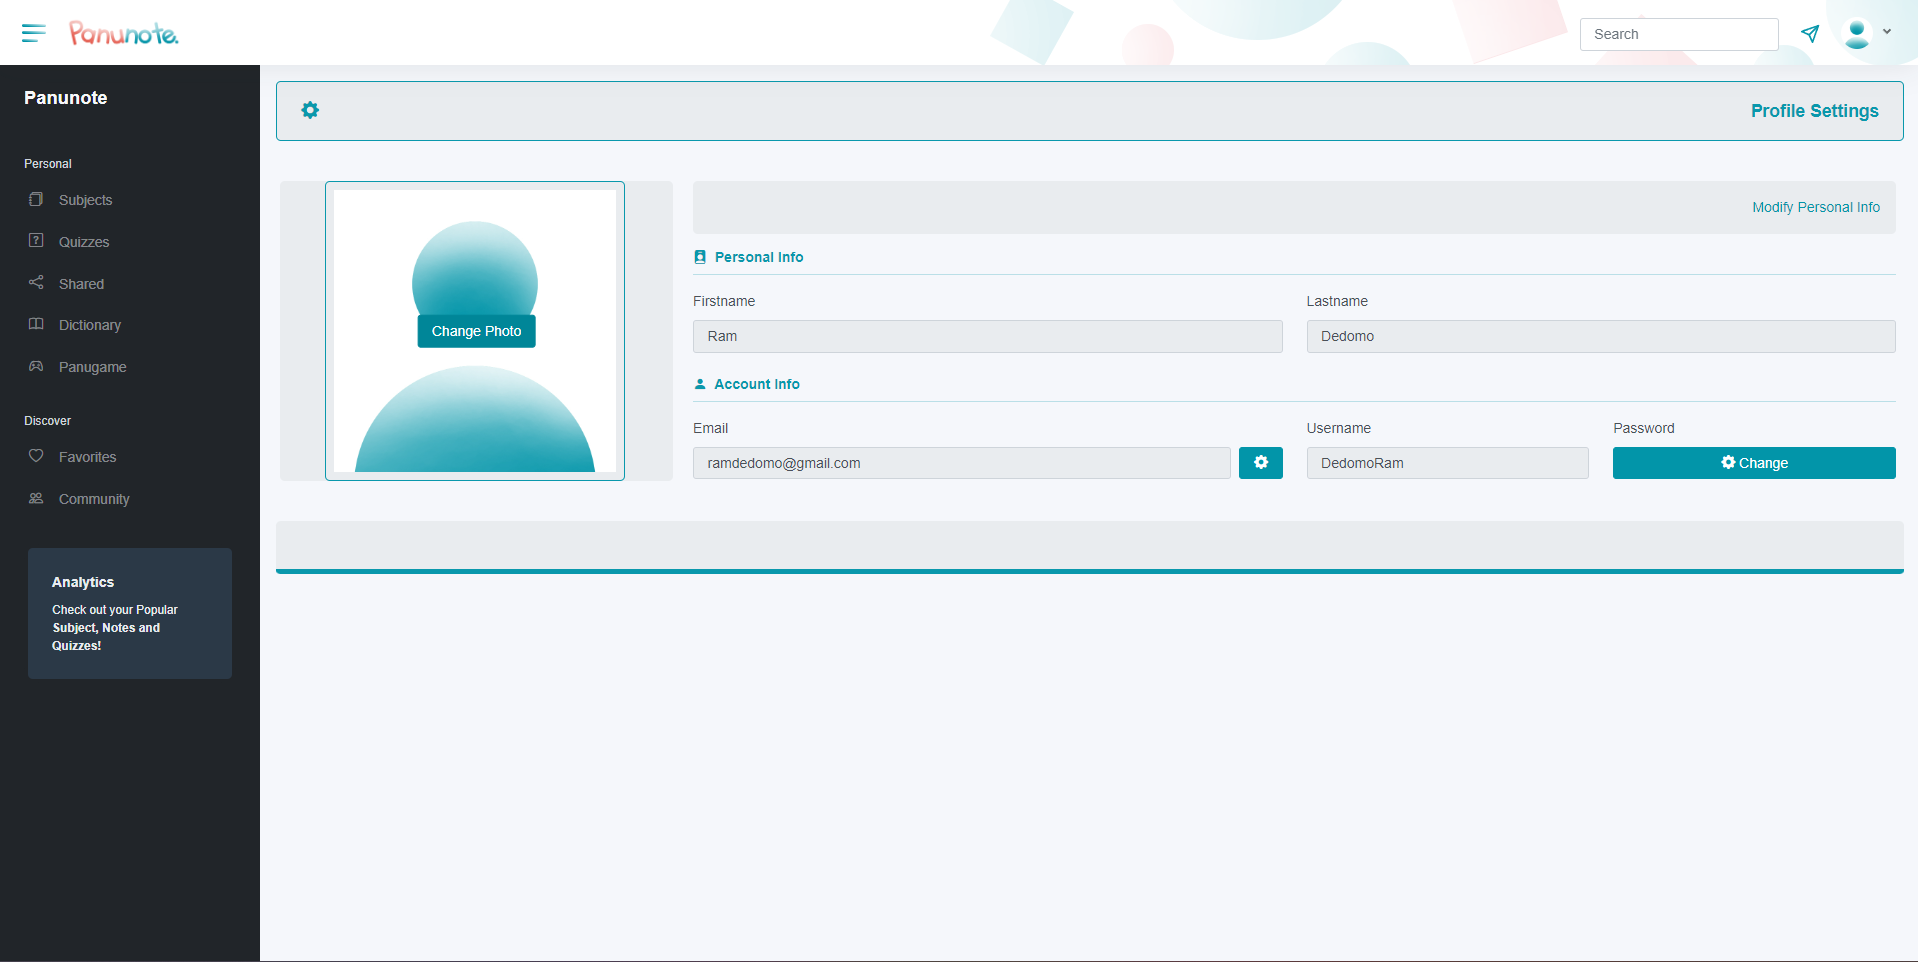 Panunote.
Search
Panunote
Profile Settings
Personal
Subjects
Quizzes
Shared
Dictionary
Panugame
Discover
Favorites
Community
Analytics
Check out your Popular
Subject, Notes and
Quizzes!
Change Photo
Modify Personal Info
Personal Info
Firstname
Lastname
Ram
Dedomo
Account Info
Email
Username
Password
ramdedomo@gmail.com
DedomoRam
Change